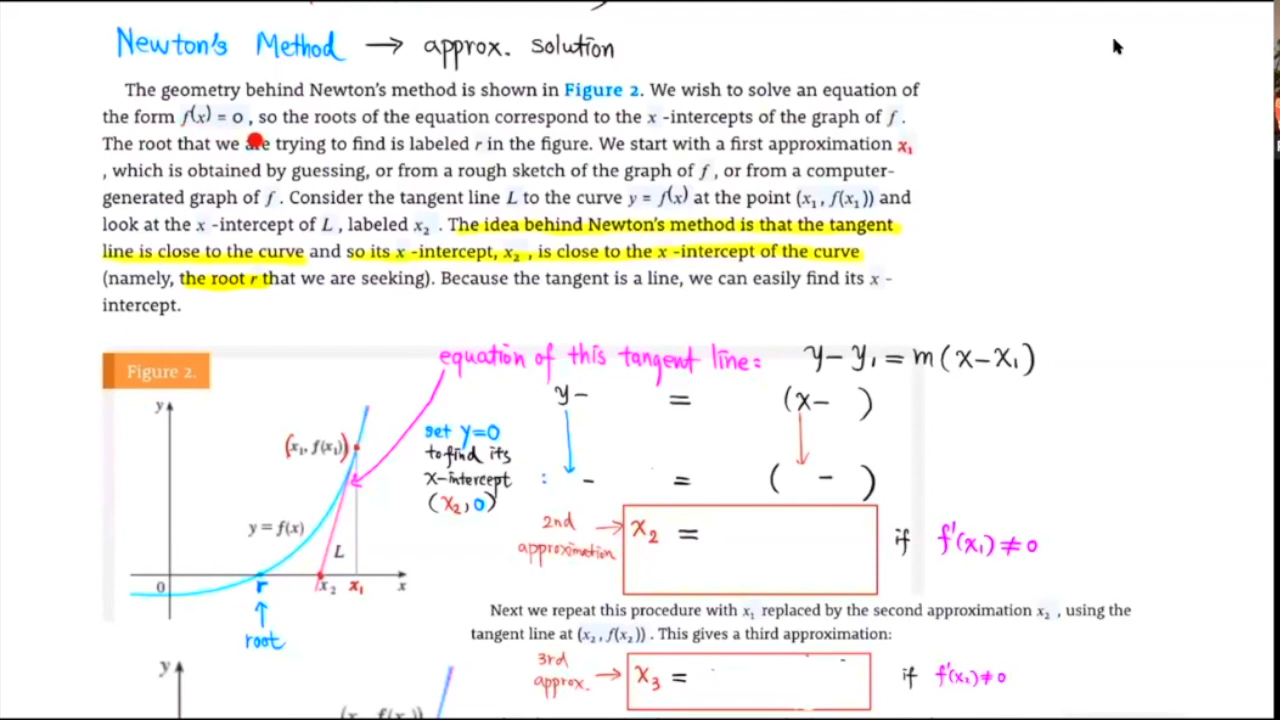 Newton's Method → approx. solution
The geometry behind Newton's method is shown in Figure 2. We wish to solve an equation of
the form f(x) = 0, so the roots of the equation correspond to the x -intercepts of the graph of f.
The root that we are trying to find is labeled r in the figure. We start with a first approximation x₁
, which is obtained by guessing, or from a rough sketch of the graph of f, or from a computer-
generated graph of f. Consider the tangent line L to the curve y = f(x) at the point (x₁, f(x₁)) and
look at the x -intercept of L, labeled x₂. The idea behind Newton's method is that the tangent
line is close to the curve and so its x -intercept, x₂, is close to the x -intercept of the curve
(namely, the root r that we are seeking). Because the tangent is a line, we can easily find its x -
intercept.
Figure 2.
equation of this tangent line: y - y₁ = m(x - x₁)
y - = (x - )
set y=0
to find its
x-intercept
(x₂, 0)
: - = ( - )
y
(x₁, f(x₁))
y = f(x)
L
0
r
x₂
x₁
x
root
2nd
approximation → x₂ = if f'(x₁) ≠ 0
Next we repeat this procedure with x₁ replaced by the second approximation x₂, using the
tangent line at (x₂, f(x₂)). This gives a third approximation:
3rd
approx. → x₃ = if f'(x₂) ≠ 0
y